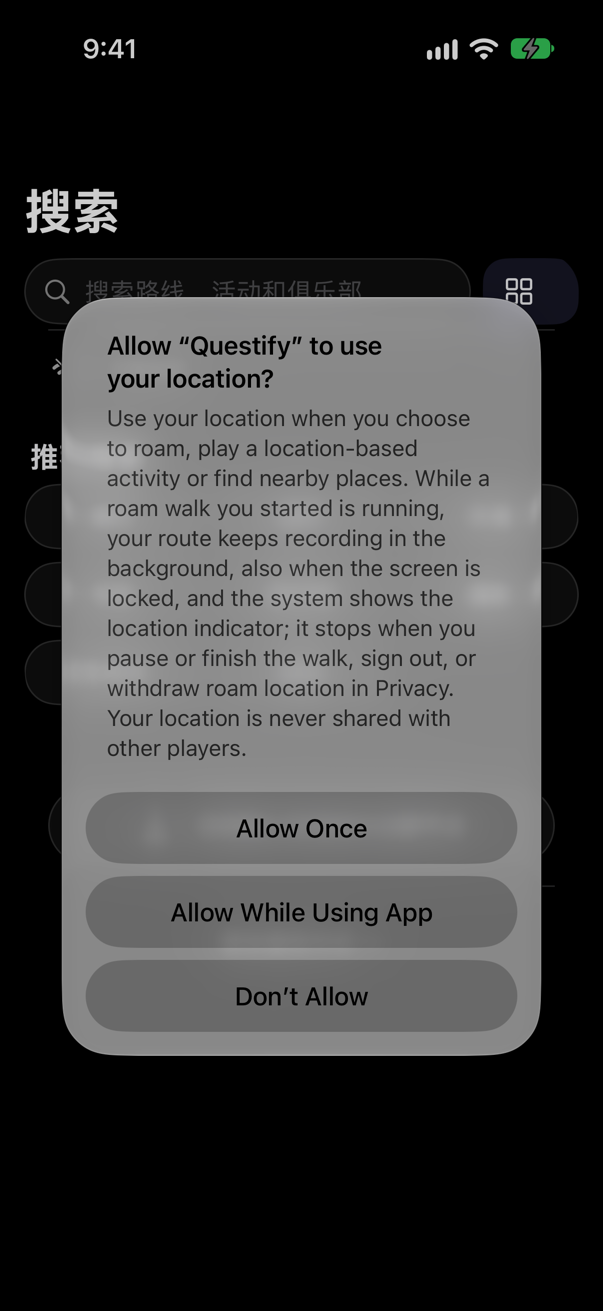 9:41
搜索
搜索路线、活动和俱乐部
Allow “Questify” to use
your location?
Use your location when you choose
to roam, play a location-based
activity or find nearby places. While a
roam walk you started is running,
your route keeps recording in the
background, also when the screen is
locked, and the system shows the
location indicator; it stops when you
pause or finish the walk, sign out, or
withdraw roam location in Privacy.
Your location is never shared with
other players.
Allow Once
Allow While Using App
Don’t Allow